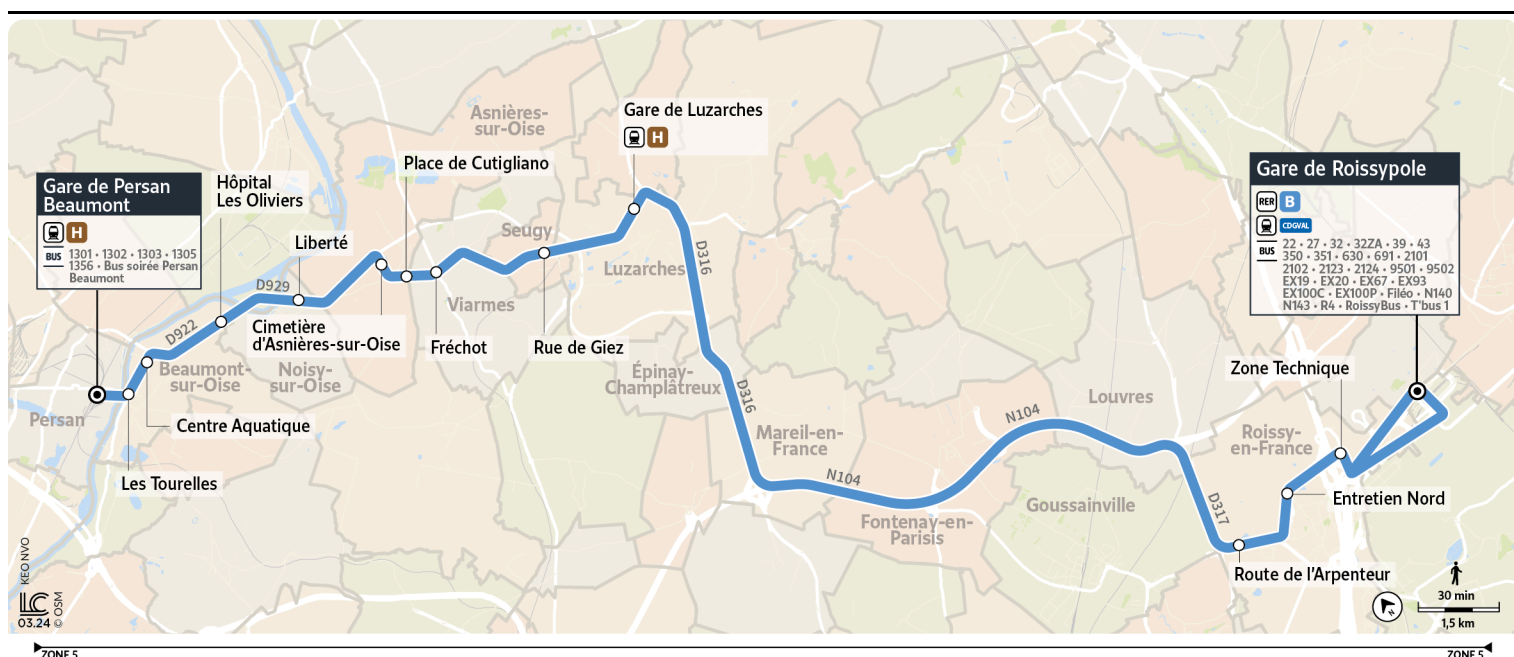 Gare de Persan
Beaumont
H
BUS
1301 • 1302 • 1303 • 1305
1356 • Bus soirée Persan
Beaumont
Hôpital
Les Oliviers
Liberté
D929
D922
Cimetière
d'Asnières-sur-Oise
Place de Cutigliano
Asnières-
sur-Oise
Gare de Luzarches
H
Seugy
Luzarches
D316
Viarmes
Fréchot
Rue de Giez
Beaumont-
sur-Oise
Noisy-
sur-Oise
Persan
Centre Aquatique
Les Tourelles
Épinay-
Champlâtreux
D316
Mareil-en-
France
N104
Fontenay-en-
Parisis
N104
Louvres
Goussainville
D317
Roissy-
en-France
Gare de Roissypole
RER B
CDGVAL
BUS
22 • 27 • 32 • 32ZA • 39 • 43
350 • 351 • 630 • 691 • 2101
2102 • 2123 • 2124 • 9501 • 9502
EX19 • EX20 • EX67 • EX93
EX100C • EX100P • Filéo • N140
N143 • R4 • RoissyBus • T'bus 1
Zone Technique
Entretien Nord
Route de l'Arpenteur
30 min
1,5 km
N
KEO NVO
LC
03.24
© OSM
ZONE 5
ZONE 5